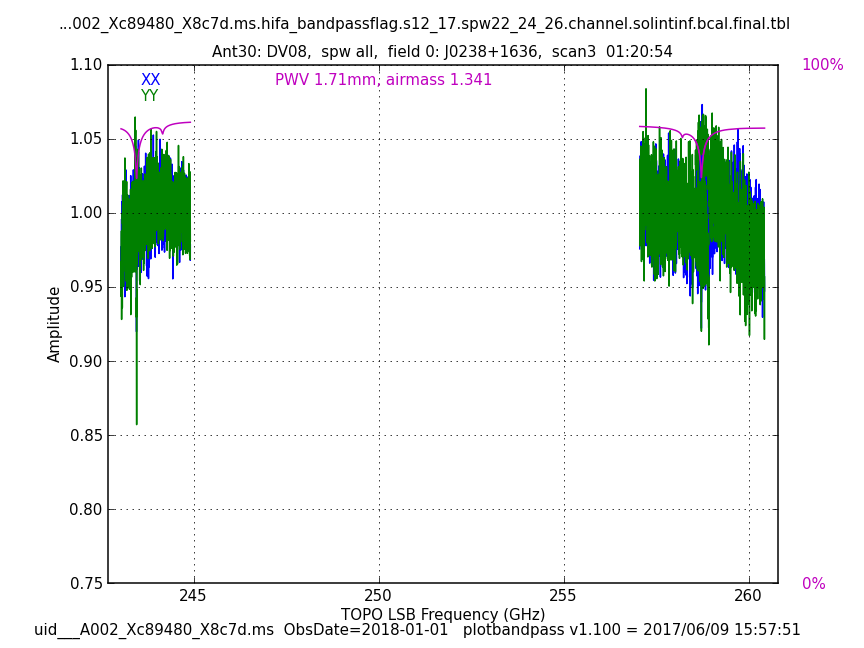 ...002_Xc89480_X8c7d.ms.hifa_bandpassflag.s12_17.spw22_24_26.channel.solintinf.bcal.final.tbl
Ant30: DV08,  spw all,  field 0: J0238+1636,  scan3  01:20:54
1.10
100%
XX
PWV 1.71mm, airmass 1.341
YY
1.05
1.00
0.95
Amplitude
0.90
0.85
0.80
0.75
0%
245
250
255
260
TOPO LSB Frequency (GHz)
uid___A002_Xc89480_X8c7d.ms  ObsDate=2018-01-01   plotbandpass v1.100 = 2017/06/09 15:57:51